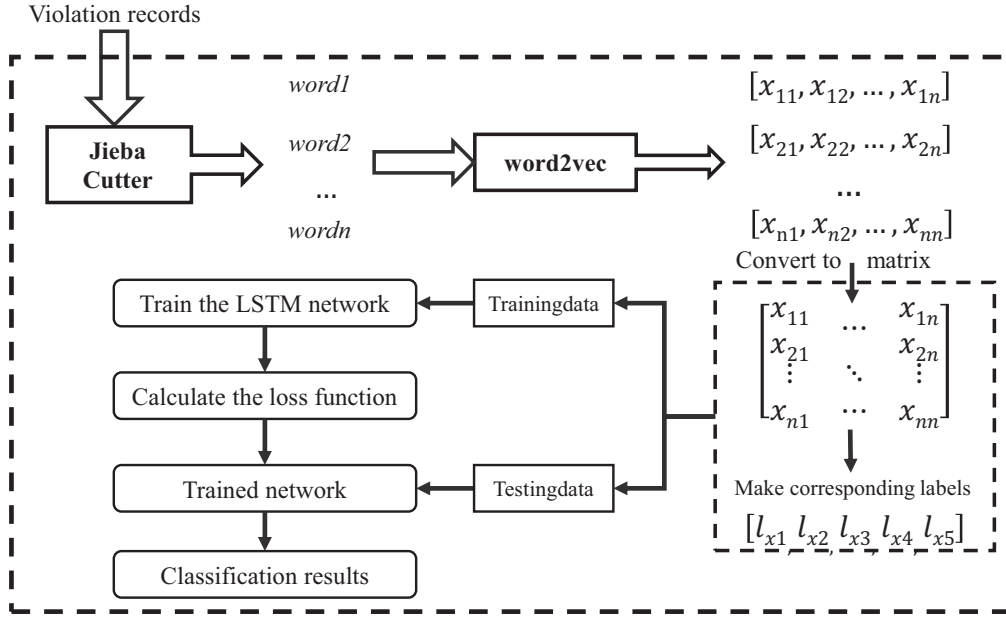 Violation records
Jieba
Cutter
word1
word2
...
wordn
word2vec
[x₁₁, x₁₂, ..., x₁ₙ]
[x₂₁, x₂₂, ..., x₂ₙ]
...
[xₙ₁, xₙ₂, ..., xₙₙ]
Convert to matrix
x₁₁ ... x₁ₙ
x₂₁ x₂ₙ
⋮ ⋱ ⋮
xₙ₁ ... xₙₙ
Make corresponding labels
[lₓ₁, lₓ₂, lₓ₃, lₓ₄, lₓ₅]
Trainingdata
Testingdata
Train the LSTM network
Calculate the loss function
Trained network
Classification results